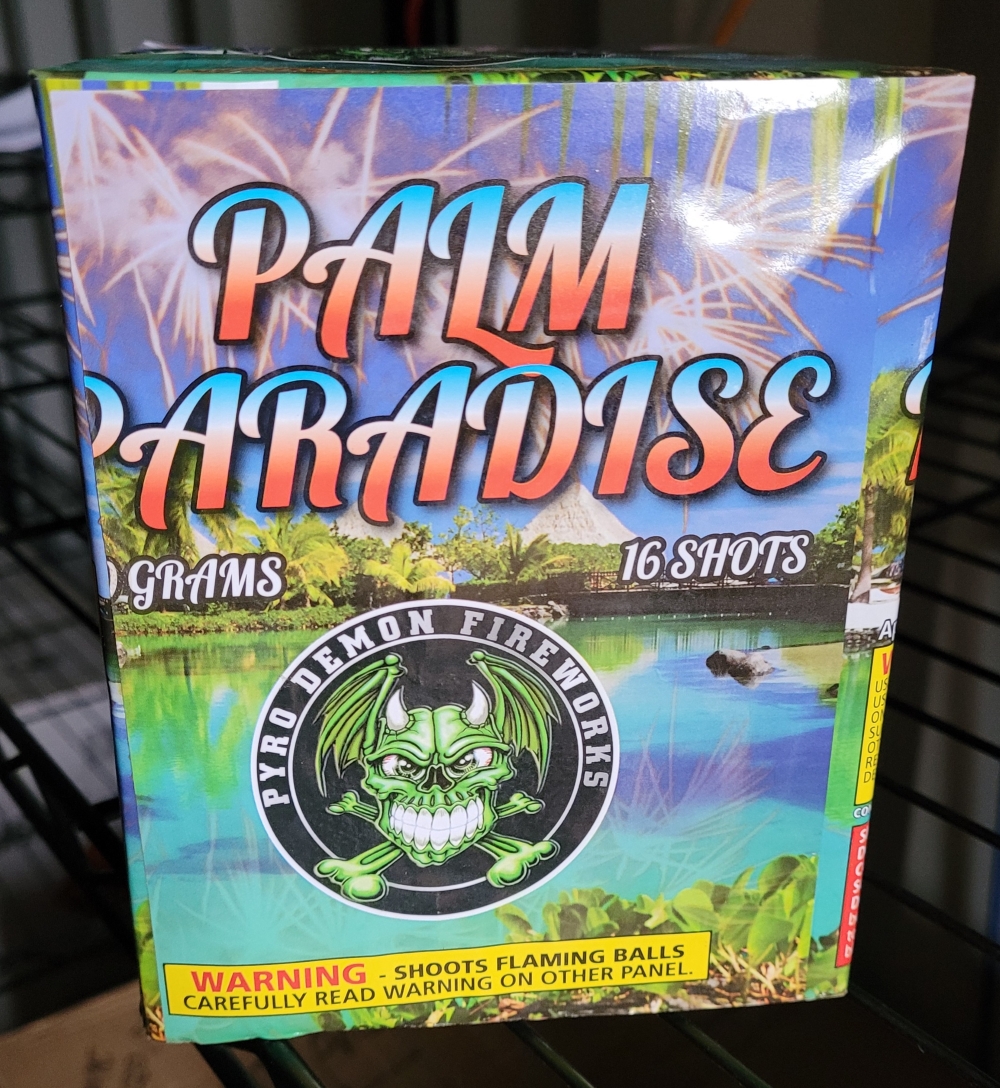 PALM
PARADISE
GRAMS
16 SHOTS
PYRO DEMON FIREWORKS
WARNING - SHOOTS FLAMING BALLS
CAREFULLY READ WARNING ON OTHER PANEL.